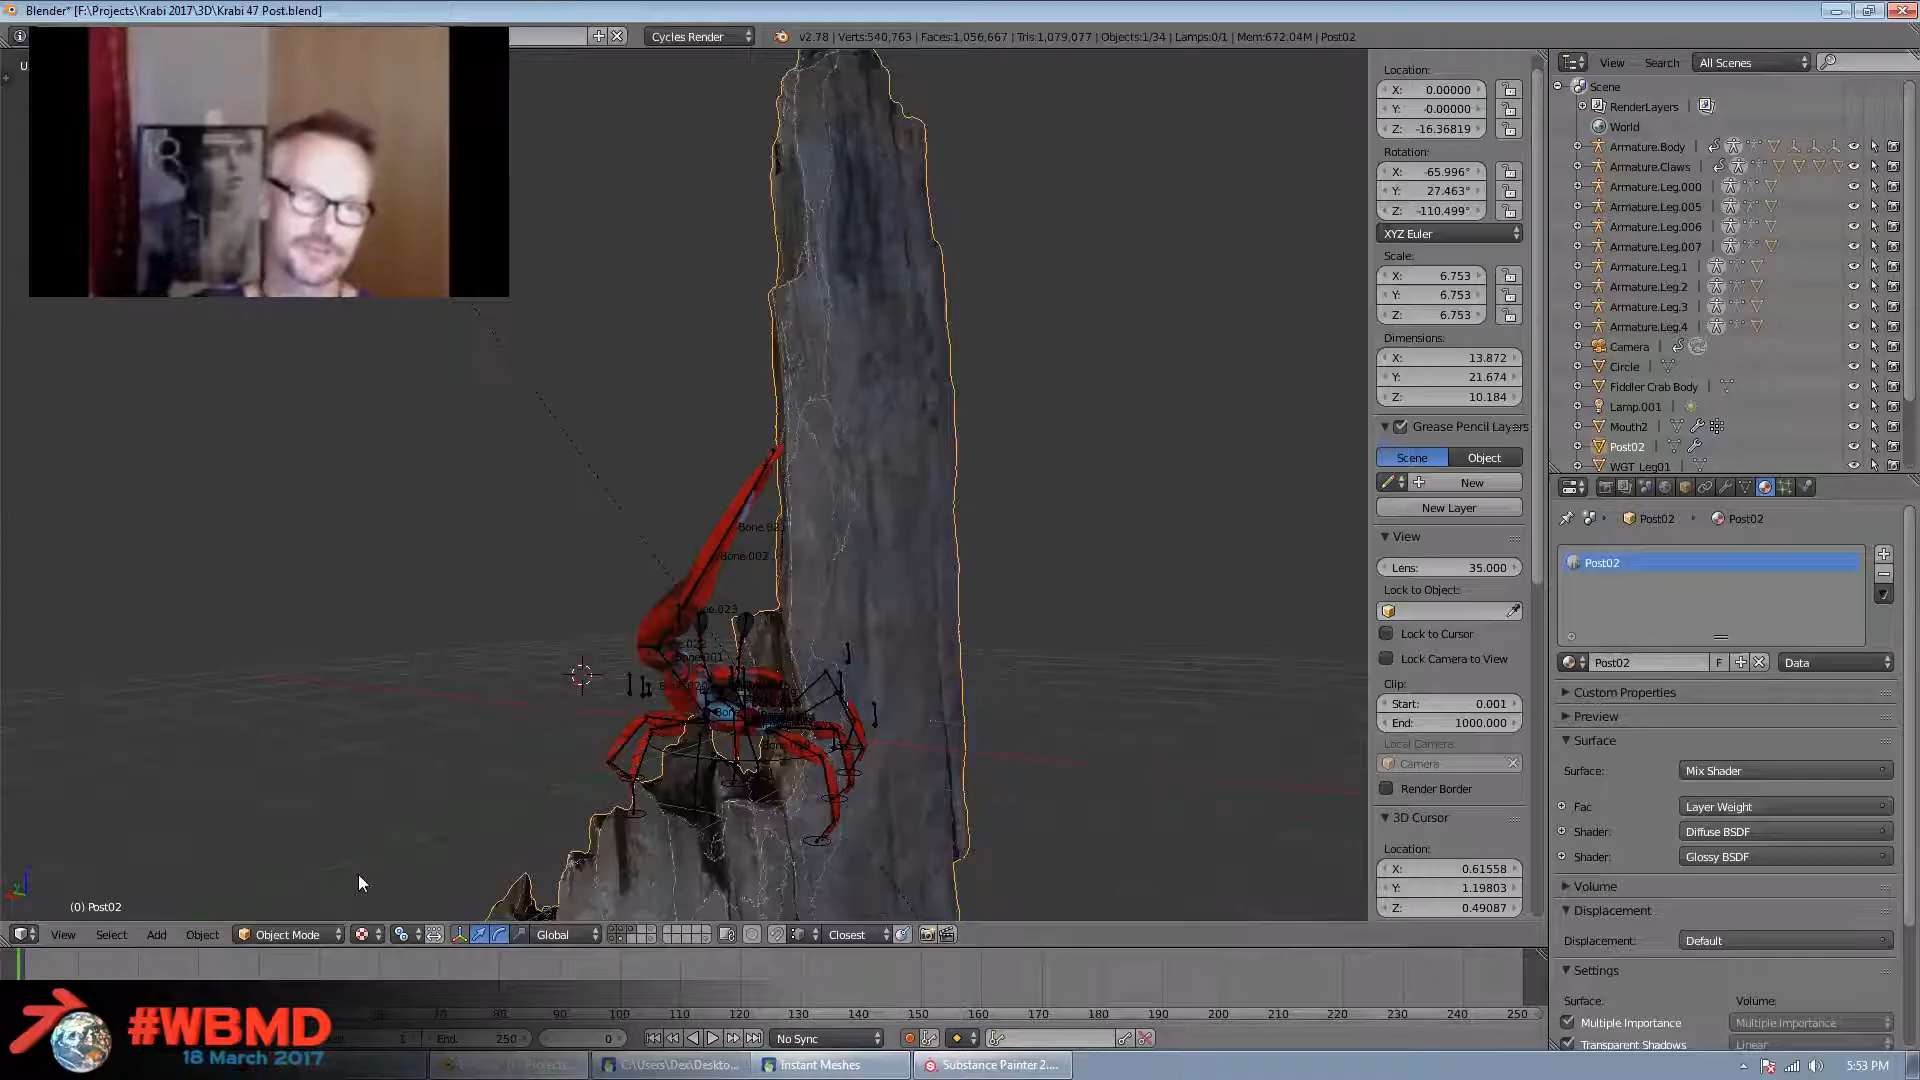 Blender* [F:\Projects\Krabi 2017\3D\Krabi 47 Post.blend]
Cycles Render
v2.78 | Verts:540,763 | Faces:1,056,667 | Tris:1,079,077 | Objects:1/34 | Lamps:0/1 | Mem:672.04M | Post02
Location:
X: 0.00000
Y: -0.00000
Z: -16.36819
Rotation:
X: -65.996°
Y: 27.463°
Z: -110.499°
XYZ Euler
Scale:
X: 6.753
Y: 6.753
Z: 6.753
Dimensions:
X: 13.872
Y: 21.674
Z: 10.184
Grease Pencil Layers
Scene Object
New
New Layer
View
Lens: 35.000
Lock to Object:
Lock to Cursor
Lock Camera to View
Clip:
Start: 0.001
End: 1000.000
Local Camera:
Camera
Render Border
3D Cursor
Location:
X: 0.61558
Y: 1.19803
Z: 0.49087
View Search All Scenes
Scene
RenderLayers
World
Armature.Body
Armature.Claws
Armature.Leg.000
Armature.Leg.005
Armature.Leg.006
Armature.Leg.007
Armature.Leg.1
Armature.Leg.2
Armature.Leg.3
Armature.Leg.4
Camera
Circle
Fiddler Crab Body
Lamp.001
Mouth2
Post02
WGT_Leg01
Post02 Post02
Post02
Post02 F Data
Custom Properties
Preview
Surface
Surface: Mix Shader
Fac Layer Weight
Shader: Diffuse BSDF
Shader: Glossy BSDF
Volume
Displacement
Displacement: Default
Settings
Surface: Volume:
Multiple Importance Multiple Importance
Transparent Shadows Linear
Bone.002
(0) Post02
View Select Add Object Object Mode Global Closest
70 80 90 100 110 120 130 140 150 160 170 180 190 200 210 220 230 240 250
1 End: 250 0 No Sync
#WBMD
18 March 2017
C:\Users\Dex\Deskto... Instant Meshes Substance Painter 2.... 5:53 PM